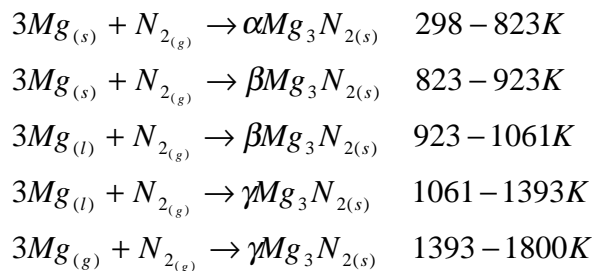 3Mg(s) + N2(g) → αMg3N2(s) 298 – 823K
3Mg(s) + N2(g) → βMg3N2(s) 823 – 923K
3Mg(l) + N2(g) → βMg3N2(s) 923 – 1061K
3Mg(l) + N2(g) → γMg3N2(s) 1061 – 1393K
3Mg(g) + N2(g) → γMg3N2(s) 1393 – 1800K